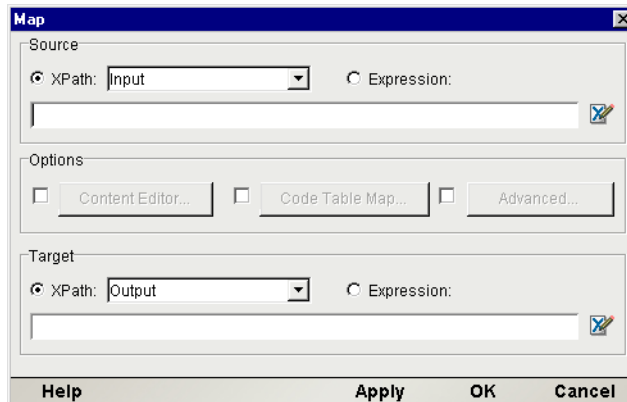 Map
Source
XPath: Input Expression:
Options
Content Editor... Code Table Map... Advanced...
Target
XPath: Output Expression:
Help Apply OK Cancel